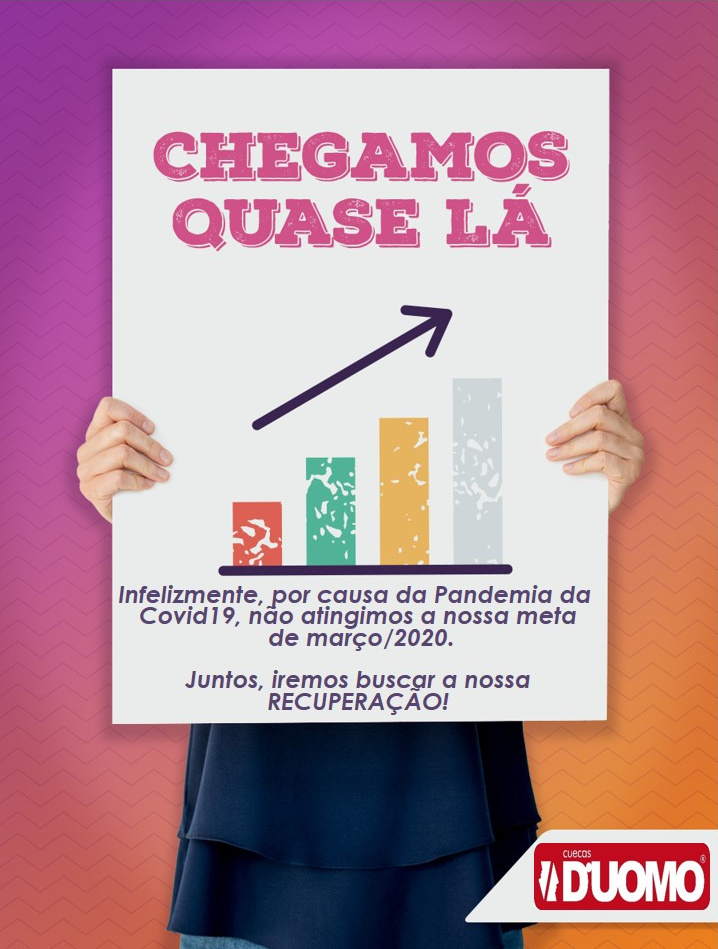 CHEGAMOS
QUASE LÁ
Infelizmente, por causa da Pandemia da
Covid19, não atingimos a nossa meta
de março/2020.
Juntos, iremos buscar a nossa
RECUPERAÇÃO!
cuecas
D'UOMO®